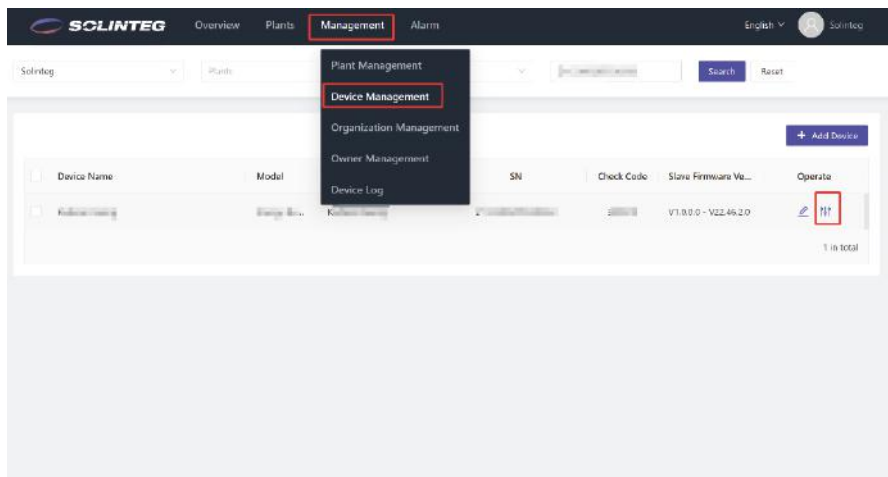 SOLINTEG Overview Plants Management Alarm English Solinteg
Solinteg Plants Search Reset
Plant Management
Device Management
Organization Management
Owner Management
Device Log
+ Add Device
Device Name Model SN Check Code Slave Firmware Ve... Operate
V1.0.0.0 - V22.46.2.0
1 in total